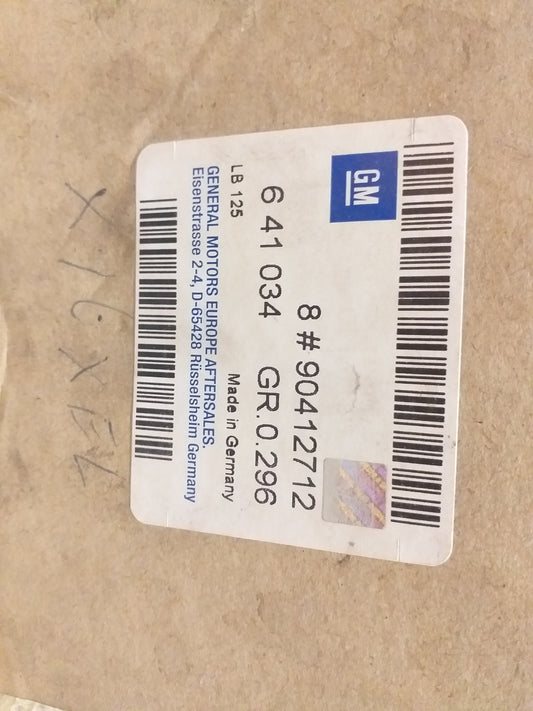 GM
8 # 90412712
6 41 034 GR.0.296
LB 125 Made in Germany
GENERAL MOTORS EUROPE AFTERSALES.
Eisenstrasse 2-4, D-65428 Rüsselsheim Germany
X16XEL